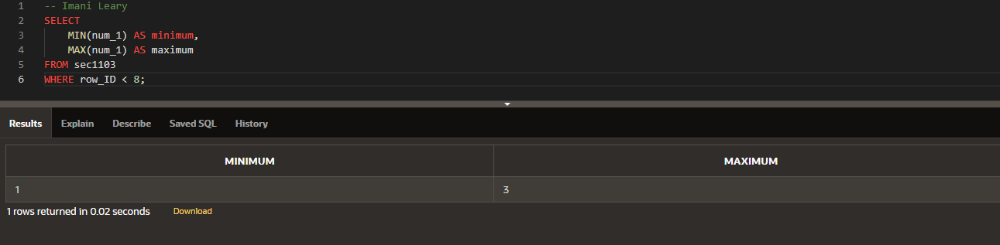 1 -- Imani Leary
2 SELECT
3 MIN(num_1) AS minimum,
4 MAX(num_1) AS maximum
5 FROM sec1103
6 WHERE row_ID < 8;
Results Explain Describe Saved SQL History
MINIMUM MAXIMUM
1 3
1 rows returned in 0.02 seconds Download